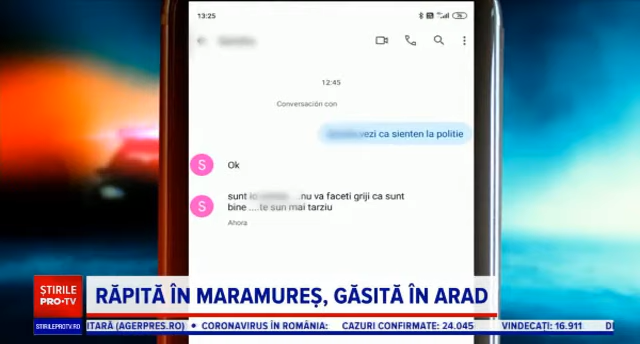 13:25
12:45
Conversación con
vezi ca sienten la politie
S
Ok
S
sunt ...nu va faceti griji ca sunt
bine ....te sun mai tarziu
Ahora
ȘTIRILE
PRO•TV
RĂPITĂ ÎN MARAMUREȘ, GĂSITĂ ÎN ARAD
STIRILEPROTV.RO
ITARĂ (AGERPRES.RO) • CORONAVIRUS ÎN ROMÂNIA: CAZURI CONFIRMATE: 24.045 VINDECAȚI: 16.911